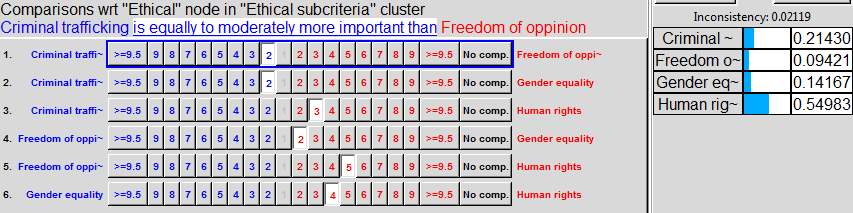 Comparisons wrt "Ethical" node in "Ethical subcriteria" cluster
Criminal trafficking is equally to moderately more important than Freedom of oppinion
1. Criminal traffi~ >=9.5 9 8 7 6 5 4 3 2 1 2 3 4 5 6 7 8 9 >=9.5 No comp. Freedom of oppi~
2. Criminal traffi~ >=9.5 9 8 7 6 5 4 3 2 1 2 3 4 5 6 7 8 9 >=9.5 No comp. Gender equality
3. Criminal traffi~ >=9.5 9 8 7 6 5 4 3 2 1 2 3 4 5 6 7 8 9 >=9.5 No comp. Human rights
4. Freedom of oppi~ >=9.5 9 8 7 6 5 4 3 2 1 2 3 4 5 6 7 8 9 >=9.5 No comp. Gender equality
5. Freedom of oppi~ >=9.5 9 8 7 6 5 4 3 2 1 2 3 4 5 6 7 8 9 >=9.5 No comp. Human rights
6. Gender equality >=9.5 9 8 7 6 5 4 3 2 1 2 3 4 5 6 7 8 9 >=9.5 No comp. Human rights
Inconsistency: 0.02119
Criminal ~ 0.21430
Freedom o~ 0.09421
Gender eq~ 0.14167
Human rig~ 0.54983